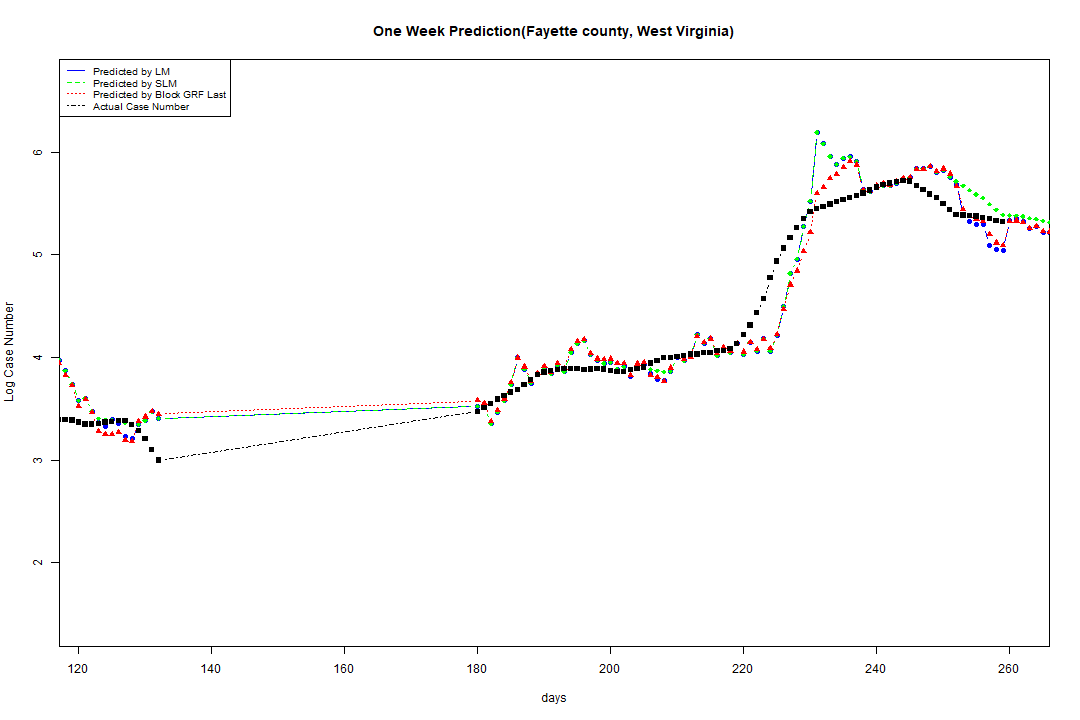 One Week Prediction(Fayette county, West Virginia)
Predicted by LM
Predicted by SLM
Predicted by Block GRF Last
Actual Case Number
6
5
4
3
2
Log Case Number
120 140 160 180 200 220 240 260
days